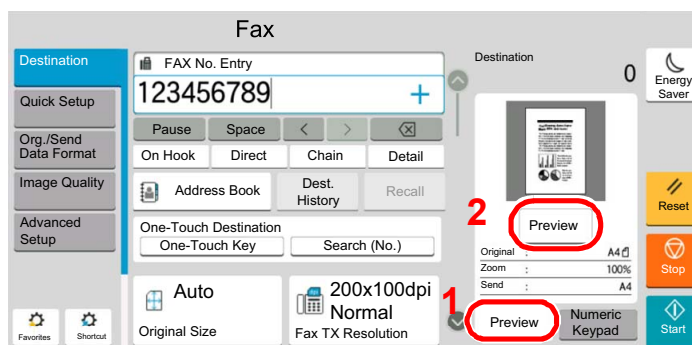 Fax
Destination
Quick Setup
Org./Send
Data Format
Image Quality
Advanced
Setup
Favorites
Shortcut
FAX No. Entry
123456789
+
Pause
Space
<
>
On Hook
Direct
Chain
Detail
Address Book
Dest.
History
Recall
One-Touch Destination
One-Touch Key
Search (No.)
Auto
Original Size
200x100dpi
Normal
Fax TX Resolution
Destination
0
2
Preview
Original : A4
Zoom : 100%
Send : A4
1
Preview
Numeric
Keypad
Energy
Saver
Reset
Stop
Start